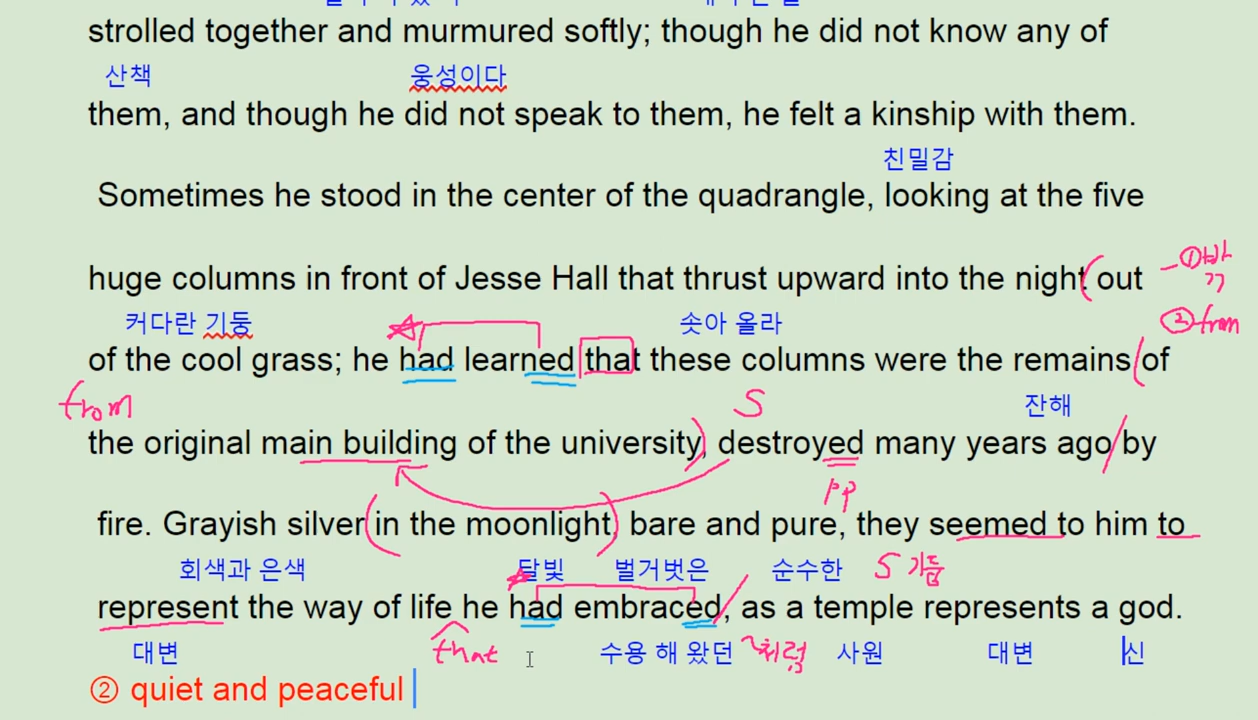 strolled together and murmured softly; though he did not know any of
산책 웅성이다
them, and though he did not speak to them, he felt a kinship with them.
친밀감
Sometimes he stood in the center of the quadrangle, looking at the five
huge columns in front of Jesse Hall that thrust upward into the night (out
- ① 밖
커다란 기둥 솟아 올라 ② from
of the cool grass; he had learned that these columns were the remains (of
from S 잔해
the original main building of the university), destroyed many years ago / by
pp
fire. Grayish silver (in the moonlight) bare and pure, they seemed to him to
회색과 은색 달빛 벌거벗은 순수한 S
represent the way of life he had embraced, / as a temple represents a god.
대변 that 수용 해 왔던 ~처럼 사원 대변 신
② quiet and peaceful